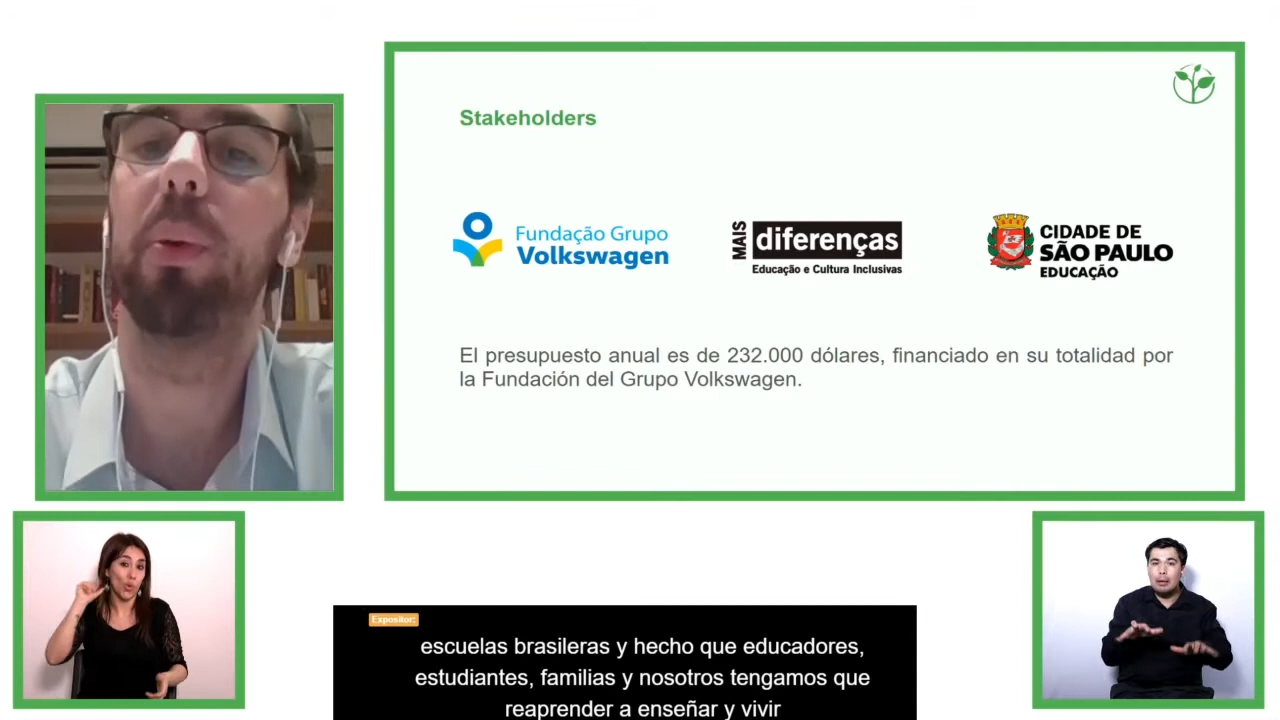 Stakeholders
Fundação Grupo
Volkswagen
MAIS
diferenças
Educação e Cultura Inclusivas
CIDADE DE
SÃO PAULO
EDUCAÇÃO
El presupuesto anual es de 232.000 dólares, financiado en su totalidad por
la Fundación del Grupo Volkswagen.
Expositor:
escuelas brasileras y hecho que educadores,
estudiantes, familias y nosotros tengamos que
reaprender a enseñar y vivir